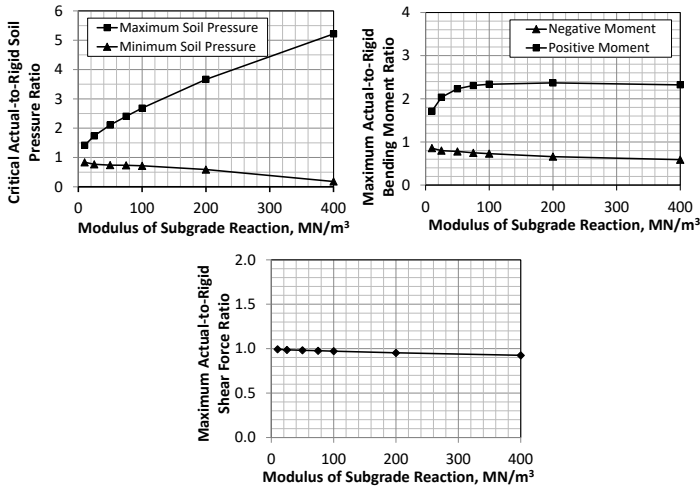 Critical Actual-to-Rigid Soil
Pressure Ratio
6
5
4
3
2
1
0
Maximum Soil Pressure
Minimum Soil Pressure
0
100
200
300
400
Modulus of Subgrade Reaction, MN/m³
Maximum Actual-to-Rigid
Bending Moment Ratio
4
3
2
1
0
Negative Moment
Positive Moment
0
100
200
300
400
Modulus of Subgrade Reaction, MN/m³
Maximum Actual-to-Rigid
Shear Force Ratio
2.0
1.5
1.0
0.5
0.0
0
100
200
300
400
Modulus of Subgrade Reaction, MN/m³